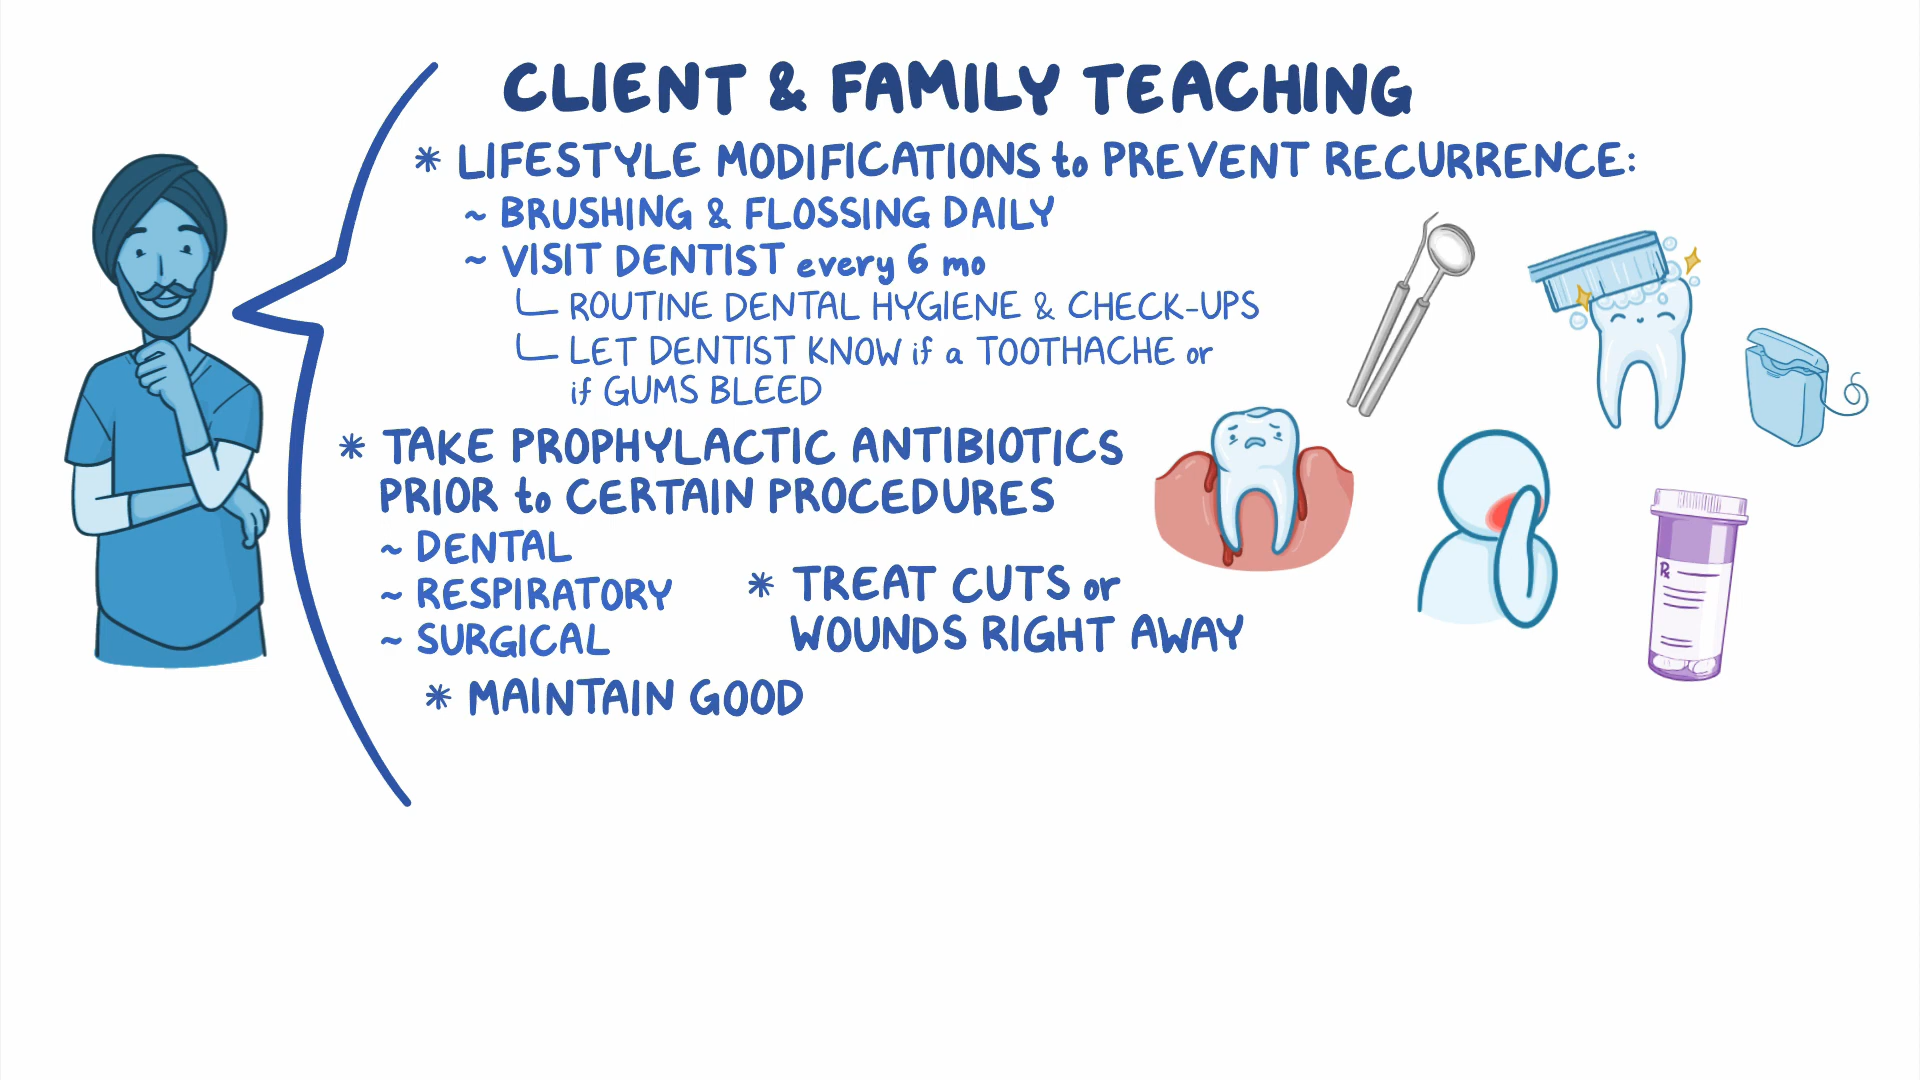 CLIENT & FAMILY TEACHING
* LIFESTYLE MODIFICATIONS to PREVENT RECURRENCE:
~ BRUSHING & FLOSSING DAILY
~ VISIT DENTIST every 6 mo
ROUTINE DENTAL HYGIENE & CHECK-UPS
LET DENTIST KNOW if a TOOTHACHE or
if GUMS BLEED
* TAKE PROPHYLACTIC ANTIBIOTICS
PRIOR to CERTAIN PROCEDURES
~ DENTAL
~ RESPIRATORY
~ SURGICAL
* TREAT CUTS or
WOUNDS RIGHT AWAY
* MAINTAIN GOOD
Rx